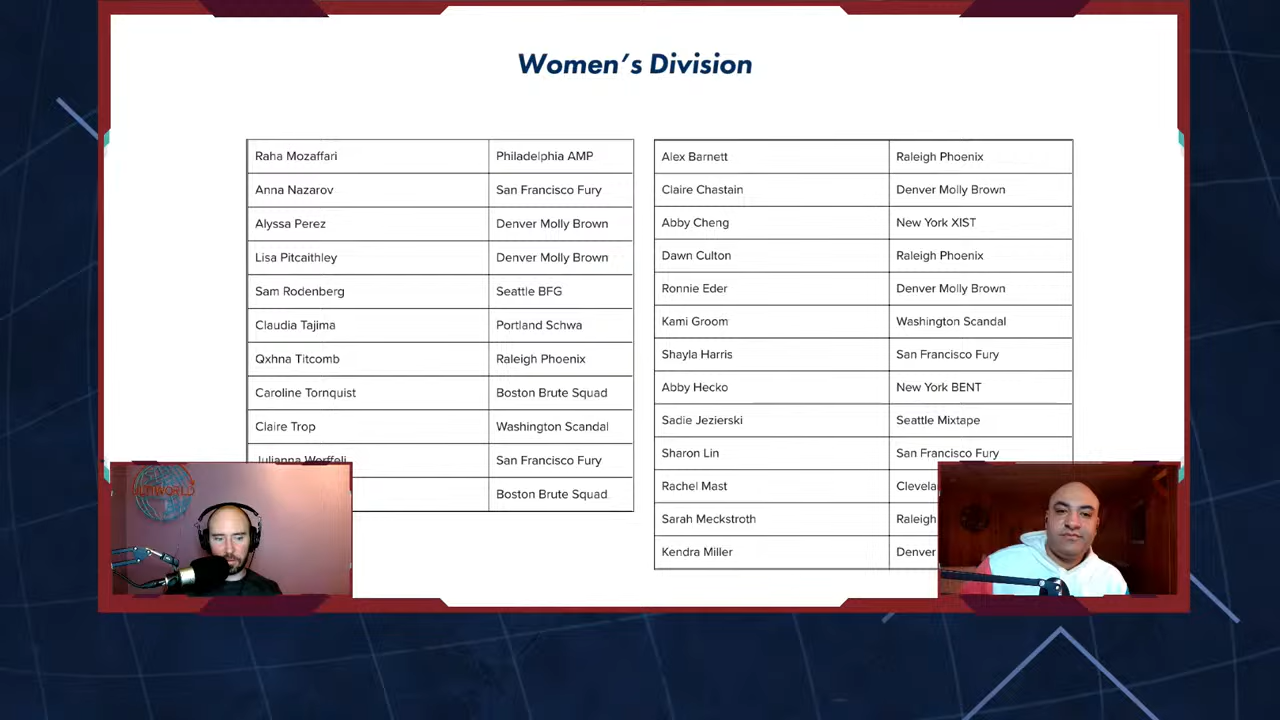 Women's Division
Raha Mozaffari Philadelphia AMP
Anna Nazarov San Francisco Fury
Alyssa Perez Denver Molly Brown
Lisa Pitcaithley Denver Molly Brown
Sam Rodenberg Seattle BFG
Claudia Tajima Portland Schwa
Qxhna Titcomb Raleigh Phoenix
Caroline Tornquist Boston Brute Squad
Claire Trop Washington Scandal
Julianna Werffeli San Francisco Fury
Boston Brute Squad
Alex Barnett Raleigh Phoenix
Claire Chastain Denver Molly Brown
Abby Cheng New York XIST
Dawn Culton Raleigh Phoenix
Ronnie Eder Denver Molly Brown
Kami Groom Washington Scandal
Shayla Harris San Francisco Fury
Abby Hecko New York BENT
Sadie Jezierski Seattle Mixtape
Sharon Lin San Francisco Fury
Rachel Mast Clevela
Sarah Meckstroth Raleigh
Kendra Miller Denver
ULTIWORLD